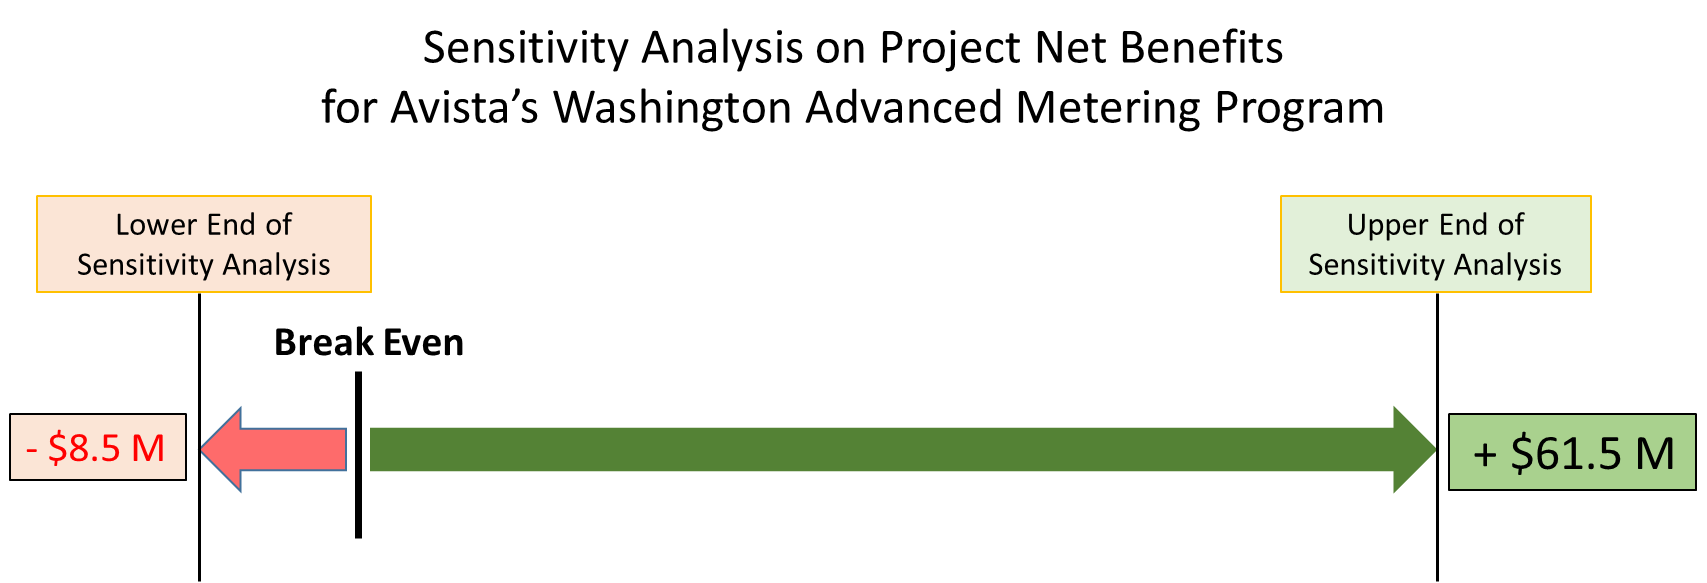 Sensitivity Analysis on Project Net Benefits
for Avista’s Washington Advanced Metering Program
Lower End of
Sensitivity Analysis
Upper End of
Sensitivity Analysis
Break Even
- $8.5 M
+ $61.5 M